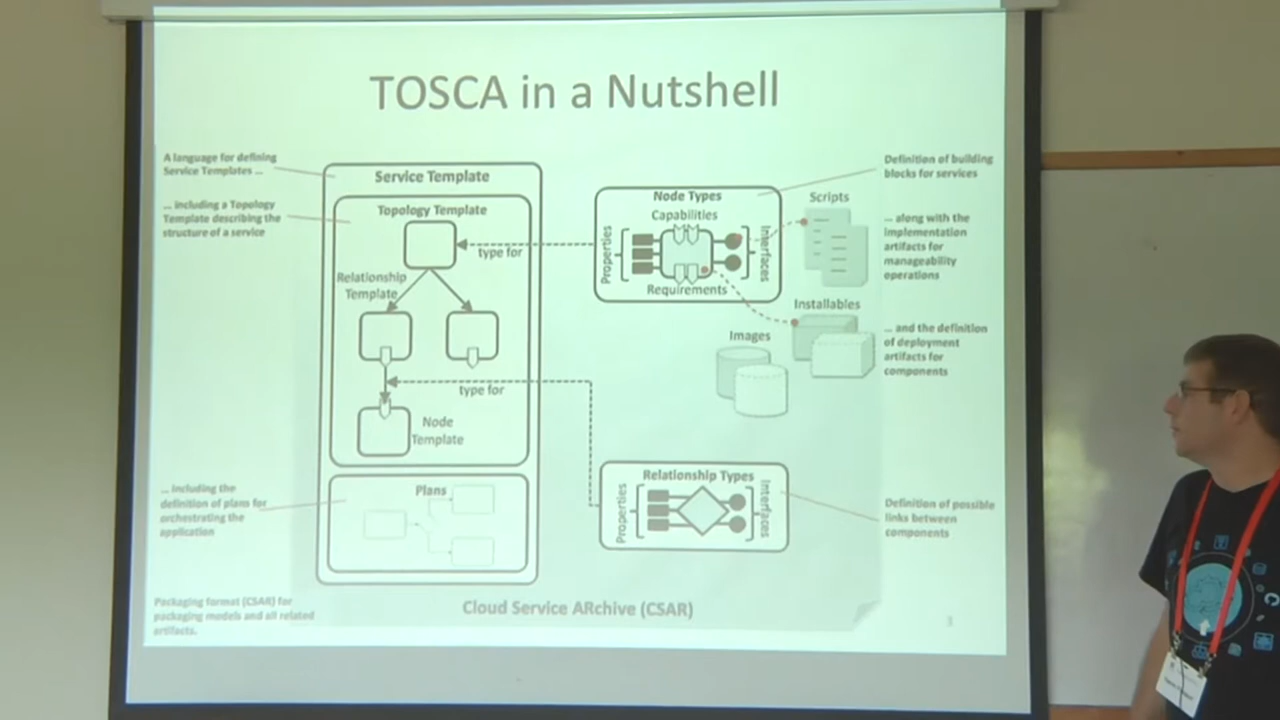 TOSCA in a Nutshell
A language for defining
Service Templates ...
... including a Topology
Template describing the
structure of a service
Service Template
Topology Template
type for
Relationship
Template
type for
Node
Template
Plans
... including the
definition of plans for
orchestrating the
application
Packaging format (CSAR) for
packaging models and all related
artifacts.
Node Types
Capabilities
Properties
Interfaces
Requirements
Scripts
Installables
Images
Relationship Types
Properties
Interfaces
Definition of building
blocks for services
... along with the
implementation
artifacts for
manageability
operations
... and the definition
of deployment
artifacts for
components
Definition of possible
links between
components
Cloud Service ARchive (CSAR)
3